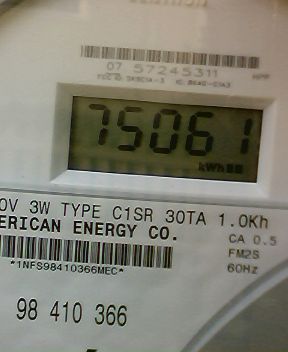 07 57245311
75061
kWh
0V 3W TYPE C1SR 30TA 1.0Kh
ERICAN ENERGY CO.
CA 0.5
FM2S
*1NFS98410366MEC*
60Hz
98 410 366